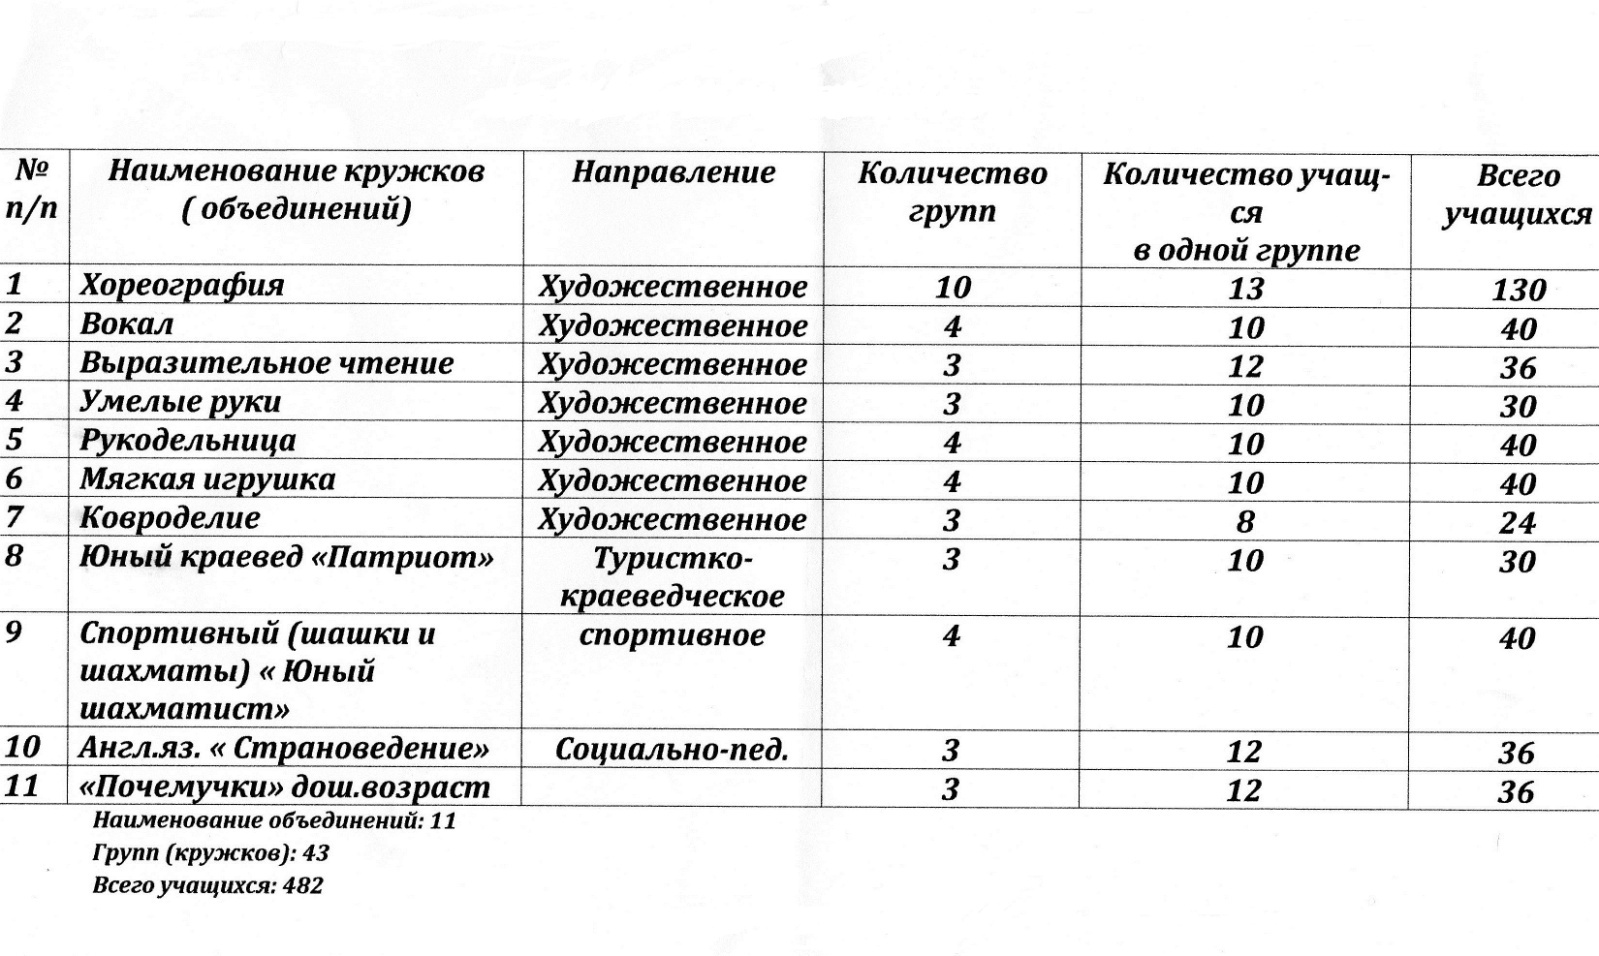 № Наименование кружков Направление Количество Количество учащ- Всего
п/п ( объединений) групп ся учащихся
в одной группе
1 Хореография Художественное 10 13 130
2 Вокал Художественное 4 10 40
3 Выразительное чтение Художественное 3 12 36
4 Умелые руки Художественное 3 10 30
5 Рукодельница Художественное 4 10 40
6 Мягкая игрушка Художественное 4 10 40
7 Ковроделие Художественное 3 8 24
8 Юный краевед «Патриот» Туристко- 3 10 30
краеведческое
9 Спортивный (шашки и спортивное 4 10 40
шахматы) « Юный
шахматист»
10 Англ.яз. « Страноведение» Социально-пед. 3 12 36
11 «Почемучки» дош.возраст 3 12 36
Наименование объединений: 11
Групп (кружков): 43
Всего учащихся: 482